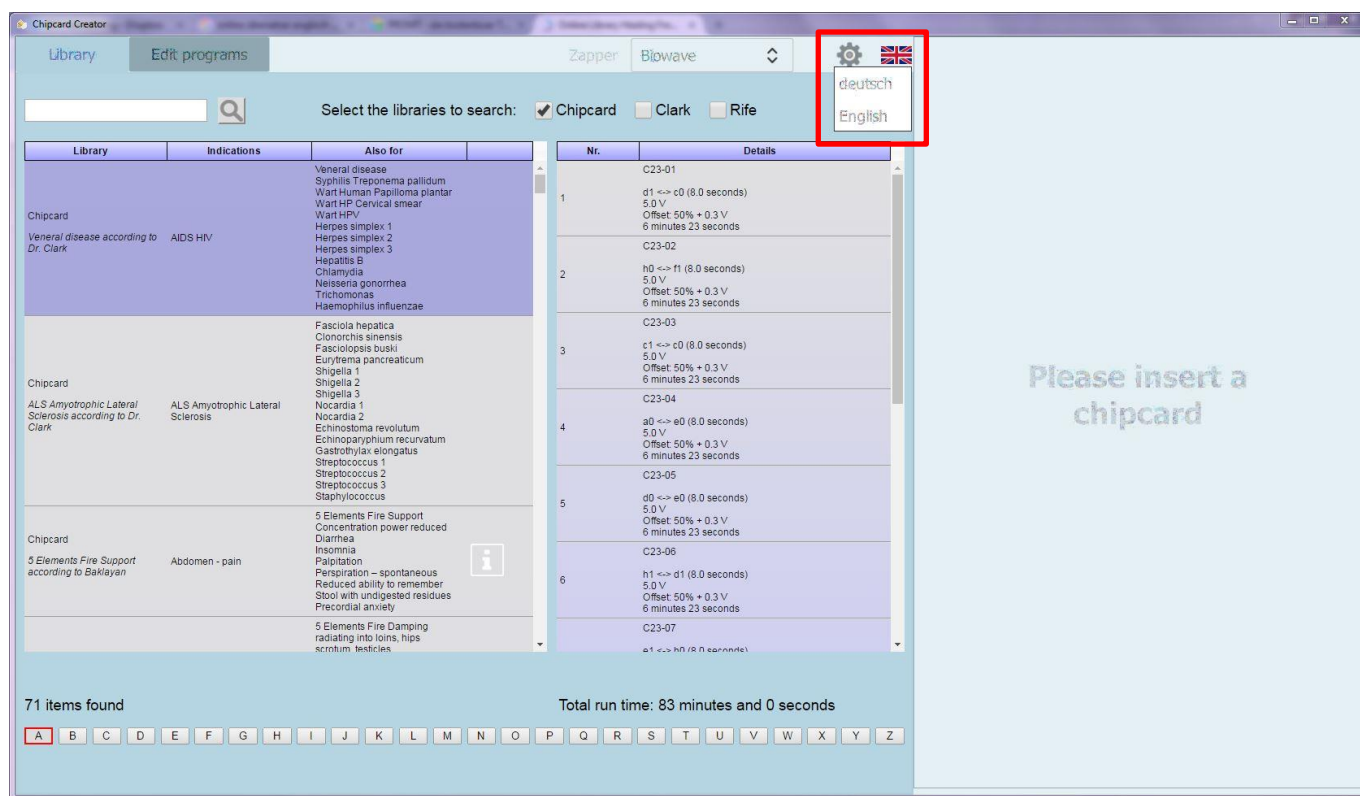 Chipcard Creator
Library Edit programs Zapper Biowave
deutsch
English
Select the libraries to search: Chipcard Clark Rife
Library Indications Also for
Chipcard
Veneral disease according to
Dr. Clark
AIDS HIV
Veneral disease
Syphilis Treponema pallidum
Wart Human Papilloma plantar
Wart HP Cervical smear
Wart HPV
Herpes simplex 1
Herpes simplex 2
Herpes simplex 3
Hepatitis B
Chlamydia
Neisseria gonorrhea
Trichomonas
Haemophilus influenzae
Chipcard
ALS Amyotrophic Lateral
Sclerosis according to Dr.
Clark
ALS Amyotrophic Lateral
Sclerosis
Fasciola hepatica
Clonorchis sinensis
Fasciolopsis buski
Eurytrema pancreaticum
Shigella 1
Shigella 2
Shigella 3
Nocardia 1
Nocardia 2
Echinostoma revolutum
Echinoparyphium recurvatum
Gastrothylax elongatus
Streptococcus 1
Streptococcus 2
Streptococcus 3
Staphylococcus
Chipcard
5 Elements Fire Support
according to Baklayan
Abdomen - pain
5 Elements Fire Support
Concentration power reduced
Diarrhea
Insomnia
Palpitation
Perspiration – spontaneous
Reduced ability to remember
Stool with undigested residues
Precordial anxiety
5 Elements Fire Damping
radiating into loins, hips
scrotum, testicles
Nr. Details
1
C23-01
d1 <-> c0 (8.0 seconds)
5.0 V
Offset: 50% + 0.3 V
6 minutes 23 seconds
2
C23-02
h0 <-> f1 (8.0 seconds)
5.0 V
Offset: 50% + 0.3 V
6 minutes 23 seconds
3
C23-03
c1 <-> c0 (8.0 seconds)
5.0 V
Offset: 50% + 0.3 V
6 minutes 23 seconds
4
C23-04
a0 <-> e0 (8.0 seconds)
5.0 V
Offset: 50% + 0.3 V
6 minutes 23 seconds
5
C23-05
d0 <-> e0 (8.0 seconds)
5.0 V
Offset: 50% + 0.3 V
6 minutes 23 seconds
6
C23-06
h1 <-> d1 (8.0 seconds)
5.0 V
Offset: 50% + 0.3 V
6 minutes 23 seconds
C23-07
e1 <-> h0 (8.0 seconds)
Please insert a
chipcard
71 items found
Total run time: 83 minutes and 0 seconds
A B C D E F G H I J K L M N O P Q R S T U V W X Y Z